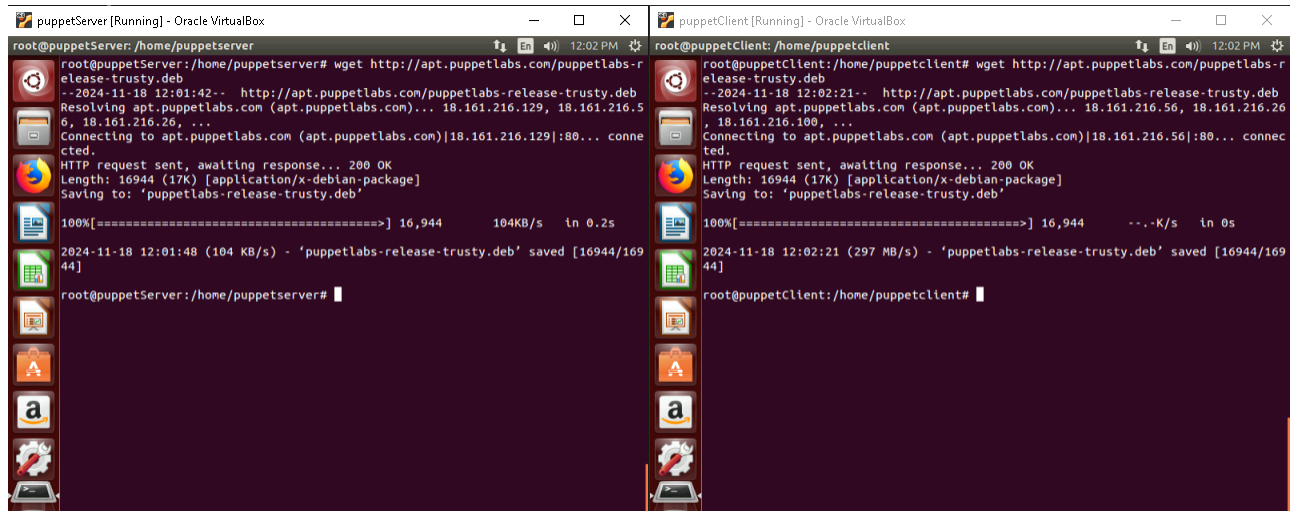 puppetServer [Running] - Oracle VirtualBox
root@puppetServer: /home/puppetserver
En
12:02 PM
root@puppetServer:/home/puppetserver# wget http://apt.puppetlabs.com/puppetlabs-r
elease-trusty.deb
--2024-11-18 12:01:42--  http://apt.puppetlabs.com/puppetlabs-release-trusty.deb
Resolving apt.puppetlabs.com (apt.puppetlabs.com)... 18.161.216.129, 18.161.216.5
6, 18.161.216.26, ...
Connecting to apt.puppetlabs.com (apt.puppetlabs.com)|18.161.216.129|:80... conne
cted.
HTTP request sent, awaiting response... 200 OK
Length: 16944 (17K) [application/x-debian-package]
Saving to: ‘puppetlabs-release-trusty.deb’
100%[=======================================>] 16,944      104KB/s   in 0.2s
2024-11-18 12:01:48 (104 KB/s) - ‘puppetlabs-release-trusty.deb’ saved [16944/169
44]
root@puppetServer:/home/puppetserver#
puppetClient [Running] - Oracle VirtualBox
root@puppetClient: /home/puppetclient
En
12:02 PM
root@puppetClient:/home/puppetclient# wget http://apt.puppetlabs.com/puppetlabs-r
elease-trusty.deb
--2024-11-18 12:02:21--  http://apt.puppetlabs.com/puppetlabs-release-trusty.deb
Resolving apt.puppetlabs.com (apt.puppetlabs.com)... 18.161.216.56, 18.161.216.26
, 18.161.216.100, ...
Connecting to apt.puppetlabs.com (apt.puppetlabs.com)|18.161.216.56|:80... connec
ted.
HTTP request sent, awaiting response... 200 OK
Length: 16944 (17K) [application/x-debian-package]
Saving to: ‘puppetlabs-release-trusty.deb’
100%[=======================================>] 16,944      --.-K/s   in 0s
2024-11-18 12:02:21 (297 MB/s) - ‘puppetlabs-release-trusty.deb’ saved [16944/169
44]
root@puppetClient:/home/puppetclient#